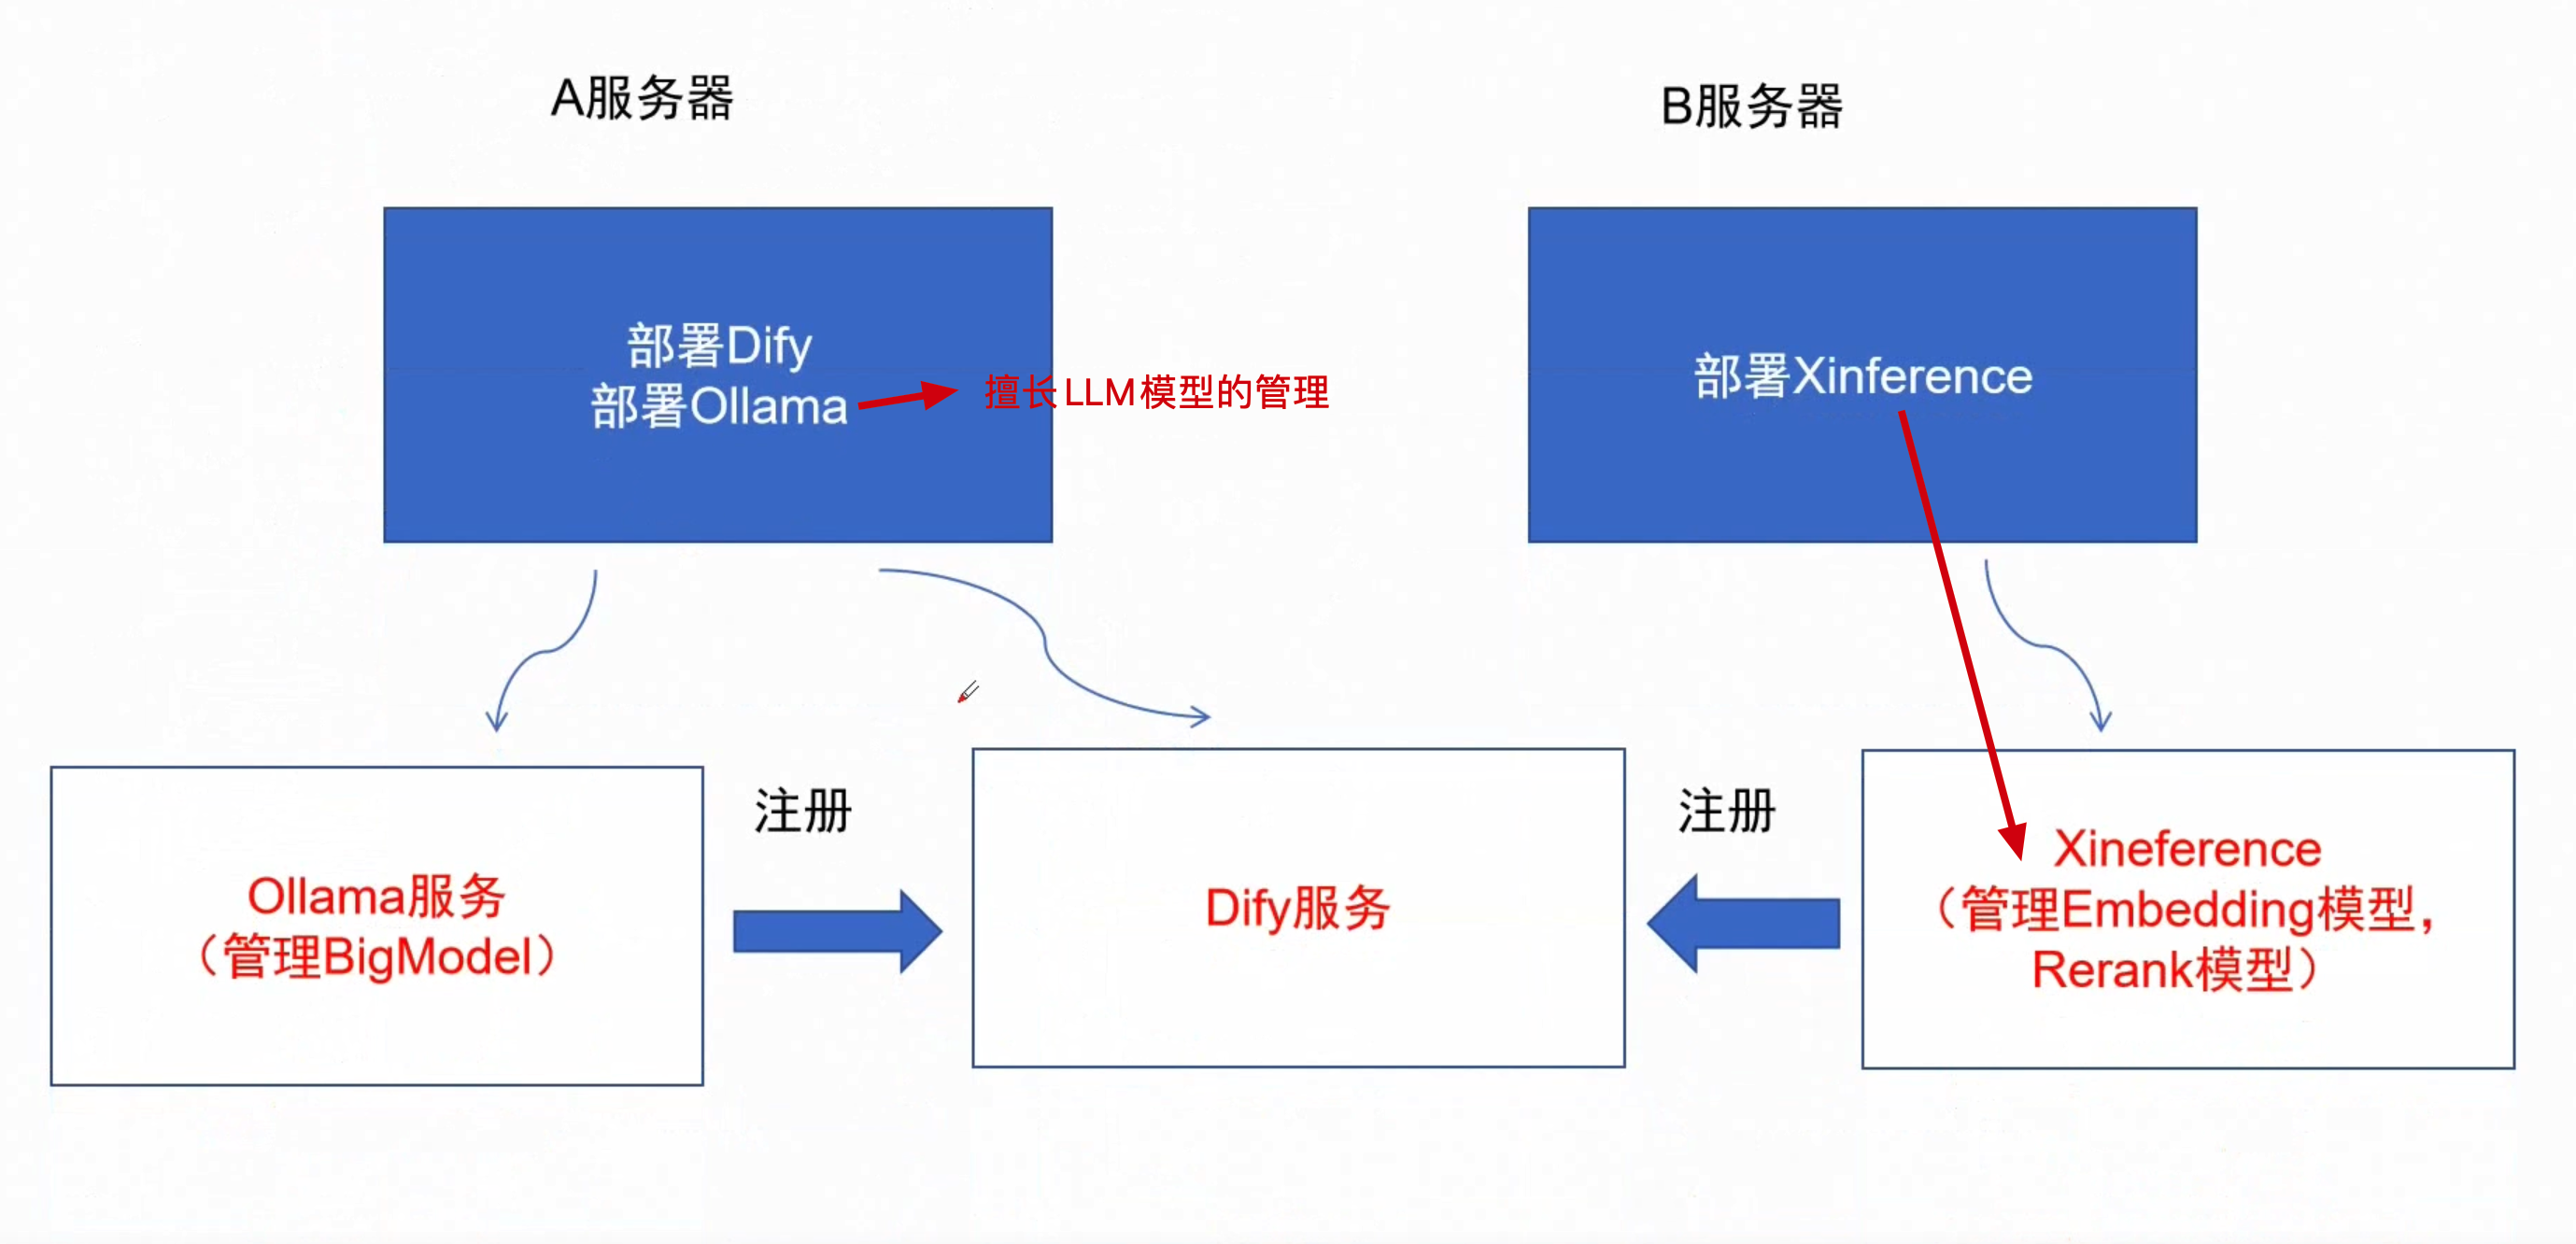 A服务器
B服务器
部署Dify
部署Ollama
擅长LLM模型的管理
部署Xinference
注册
注册
Ollama服务
（管理BigModel）
Dify服务
Xineference
（管理Embedding模型，
Rerank模型）